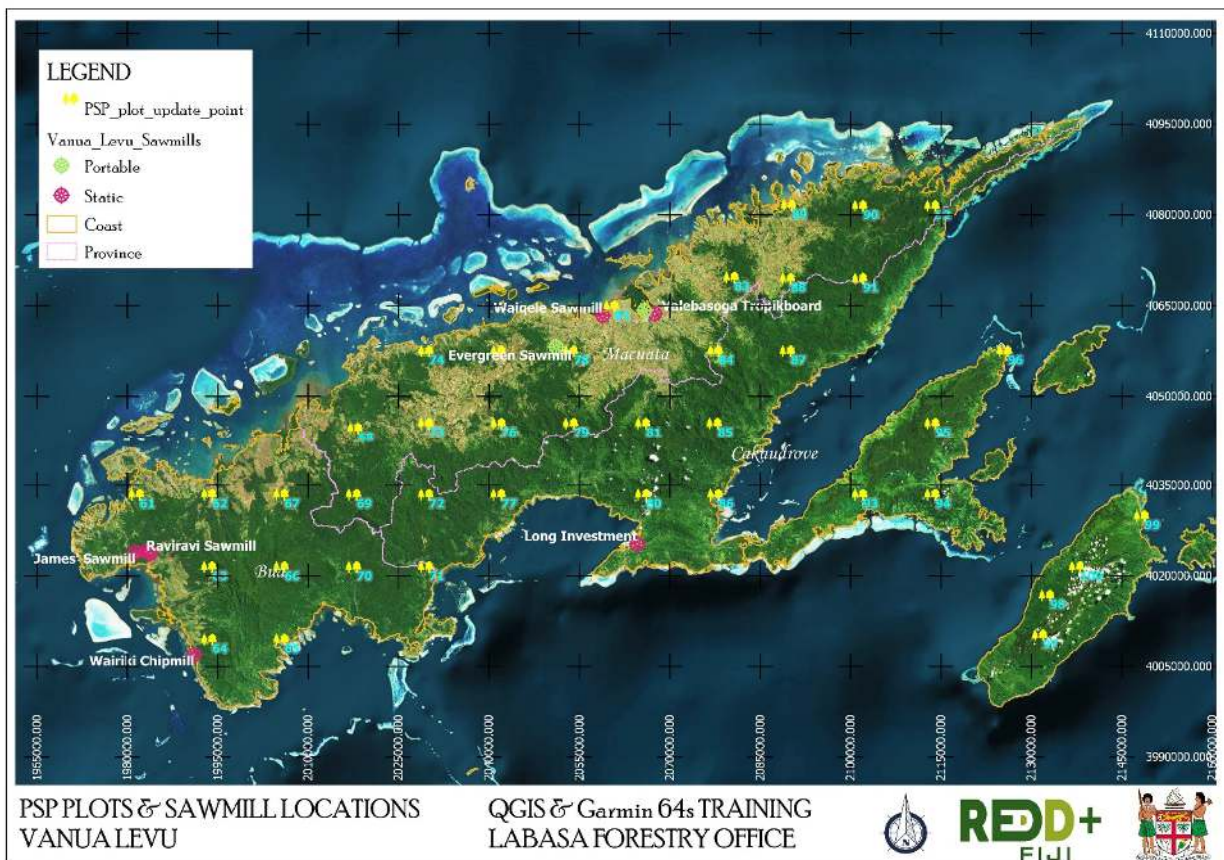 LEGEND
PSP_plot_update_point
Vanua_Levu_Sawmills
Portable
Static
Coast
Province
4110000.000
4095000.000
4080000.000
4065000.000
4050000.000
4035000.000
4020000.000
4005000.000
3990000.000
90
91
Waiqele Sawmill
Valebasoga Tropikboard
Evergreen Sawmill
Macuata
74
78
84
87
96
73
76
79
81
85
95
Cakaudrove
61
62
67
69
72
77
80
86
93
94
99
Long Investment
Raviravi Sawmill
James' Sawmill
Bua
66
70
71
98
64
Wairiki Chipmill
1965000.000
1980000.000
1995000.000
2010000.000
2025000.000
2040000.000
2055000.000
2070000.000
2085000.000
2100000.000
2115000.000
2130000.000
2145000.000
2160000.000
PSP PLOTS & SAWMILL LOCATIONS
VANUA LEVU
QGIS & Garmin 64s TRAINING
LABASA FORESTRY OFFICE
N
REDD+
FIJI